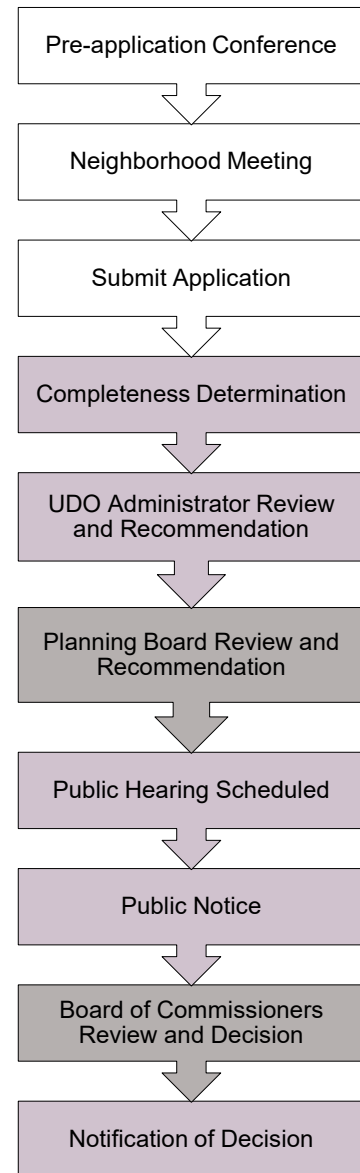 Pre-application Conference
Neighborhood Meeting
Submit Application
Completeness Determination
UDO Administrator Review
and Recommendation
Planning Board Review and
Recommendation
Public Hearing Scheduled
Public Notice
Board of Commissioners
Review and Decision
Notification of Decision